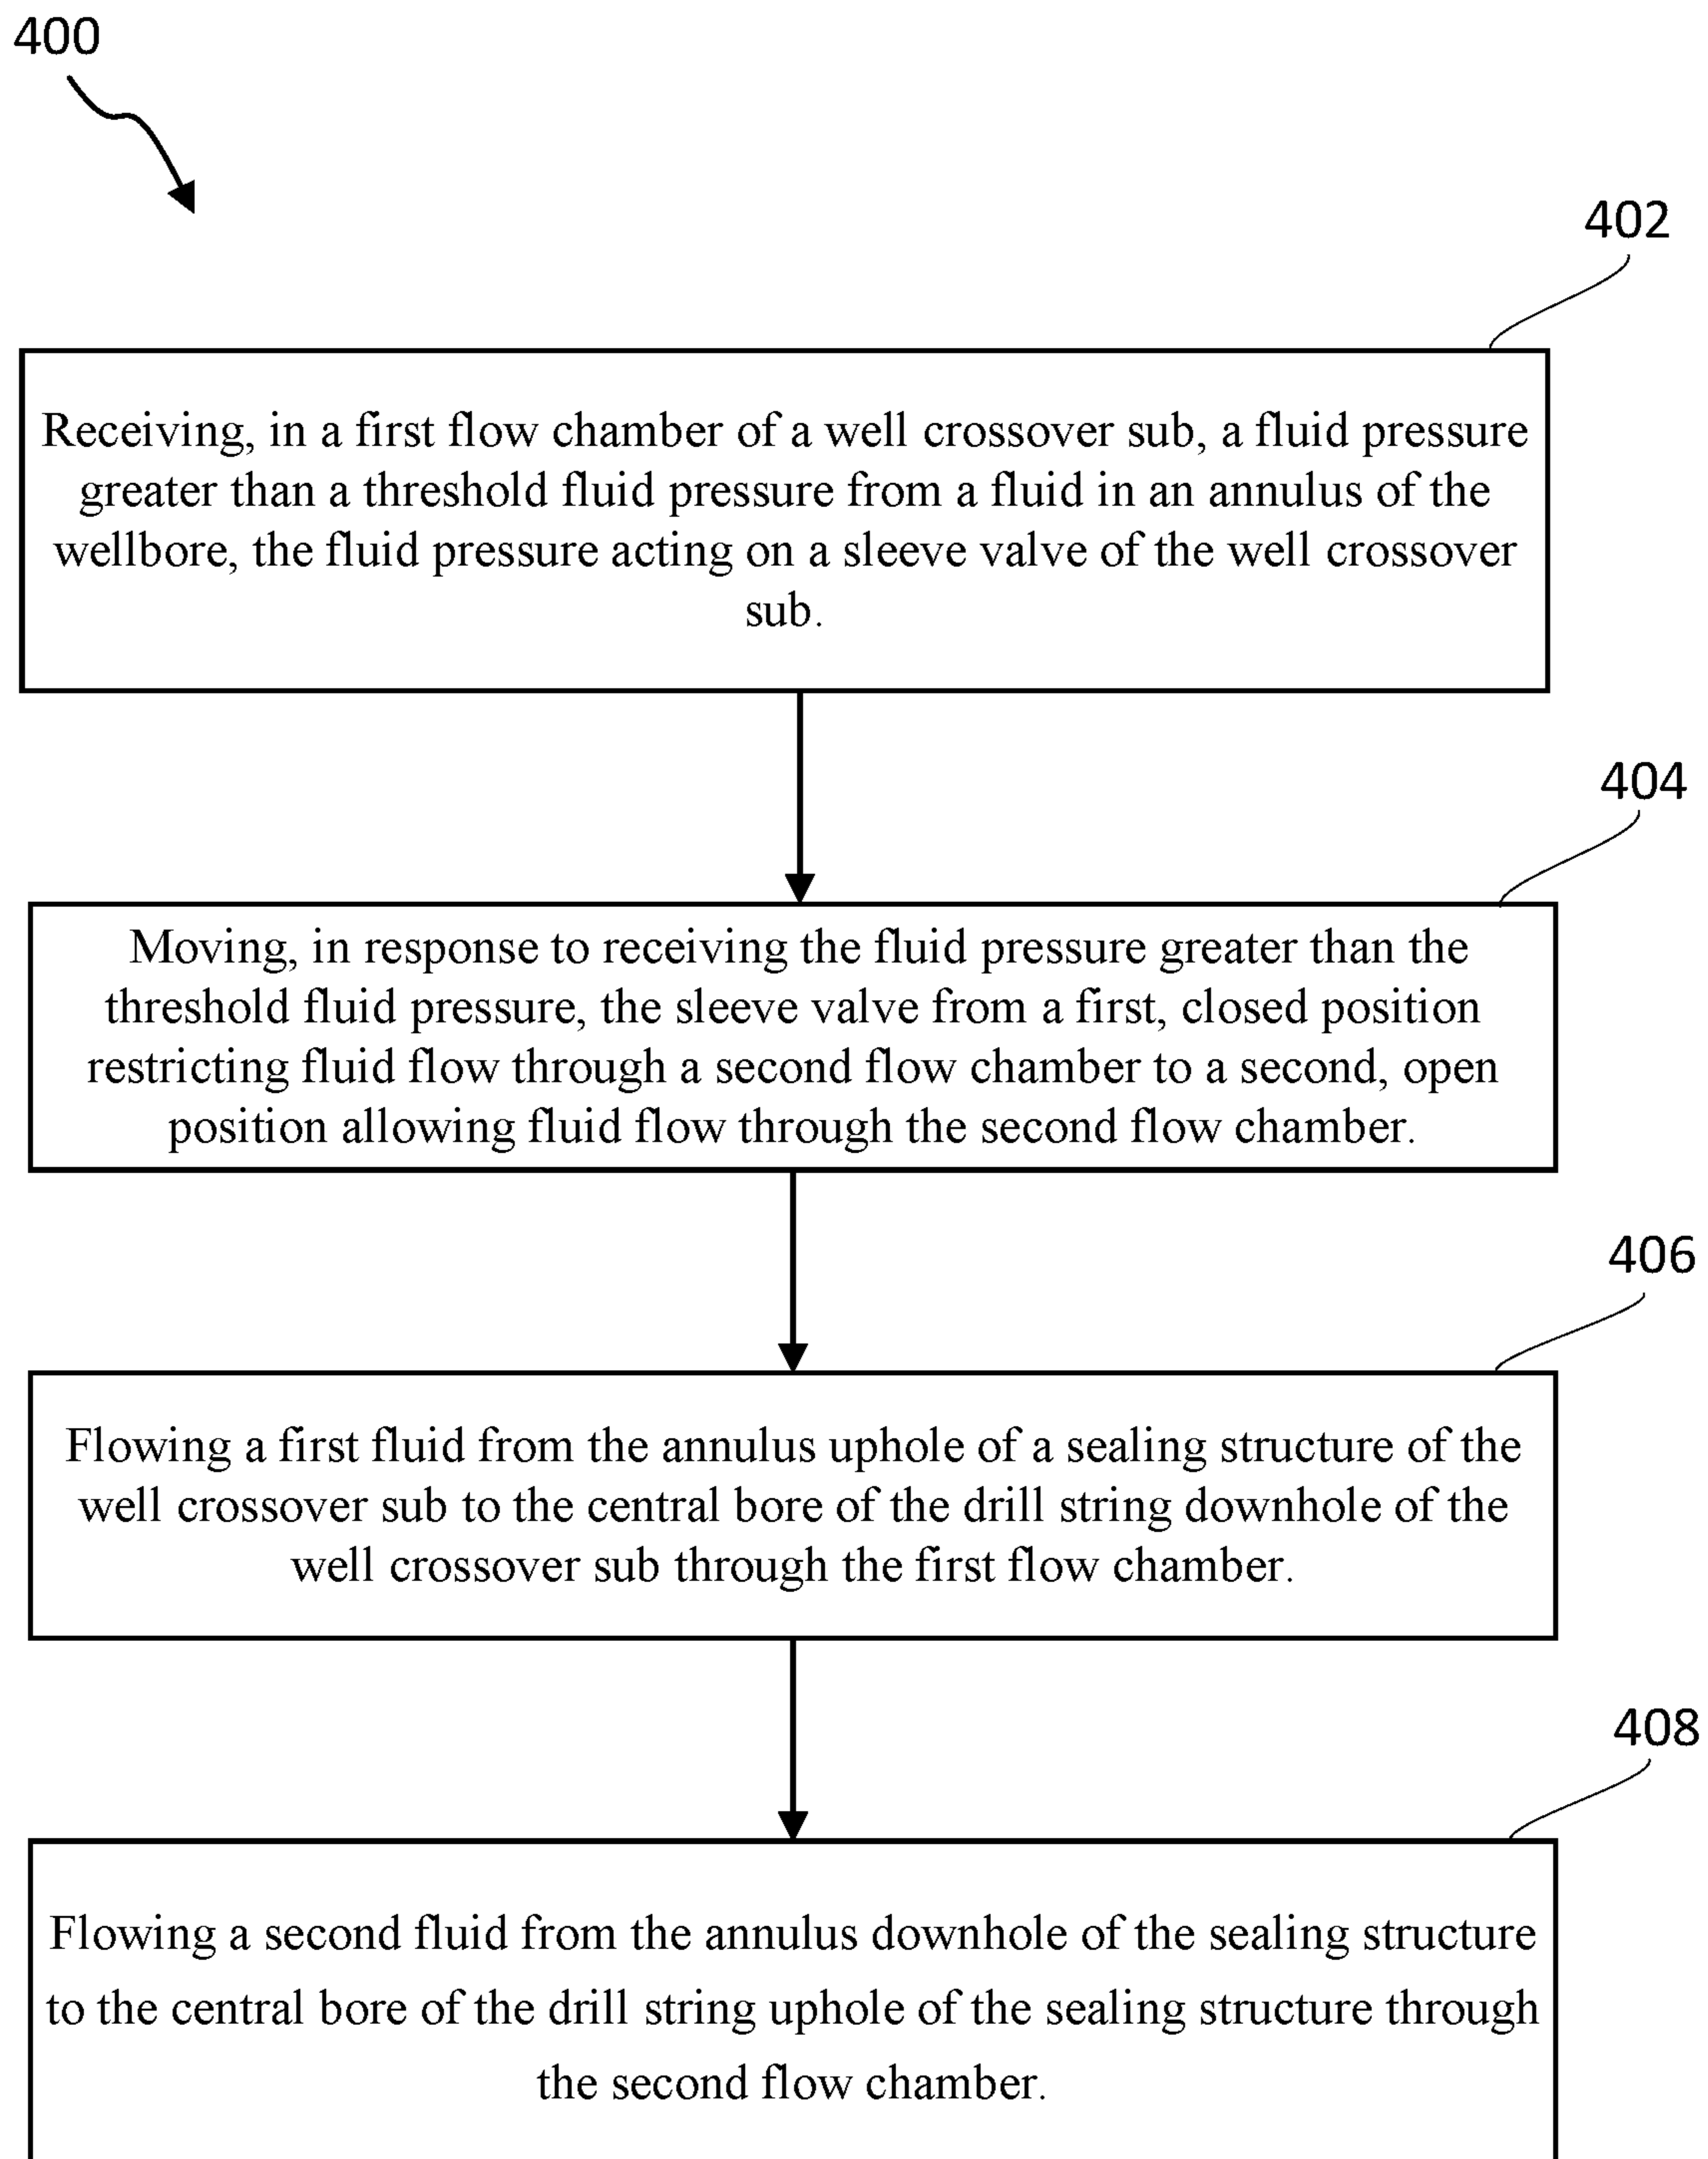 400
402
Receiving, in a first flow chamber of a well crossover sub, a fluid pressure
greater than a threshold fluid pressure from a fluid in an annulus of the
wellbore, the fluid pressure acting on a sleeve valve of the well crossover
sub.
404
Moving, in response to receiving the fluid pressure greater than the
threshold fluid pressure, the sleeve valve from a first, closed position
restricting fluid flow through a second flow chamber to a second, open
position allowing fluid flow through the second flow chamber.
406
Flowing a first fluid from the annulus uphole of a sealing structure of the
well crossover sub to the central bore of the drill string downhole of the
well crossover sub through the first flow chamber.
408
Flowing a second fluid from the annulus downhole of the sealing structure
to the central bore of the drill string uphole of the sealing structure through
the second flow chamber.